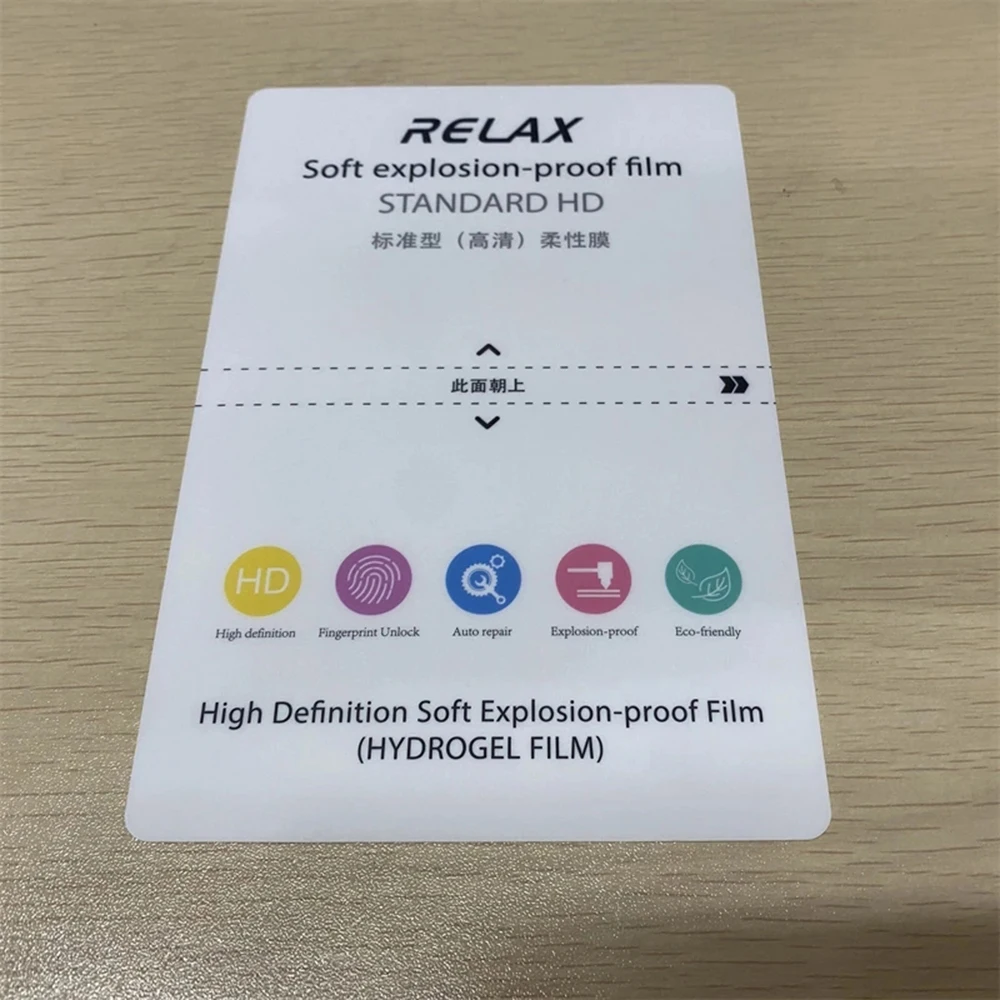 RELAX
Soft explosion-proof film
STANDARD HD
标准型（高清）柔性膜
此面朝上
HD
High definition
Fingerprint Unlock
Auto repair
Explosion-proof
Eco-friendly
High Definition Soft Explosion-proof Film
(HYDROGEL FILM)